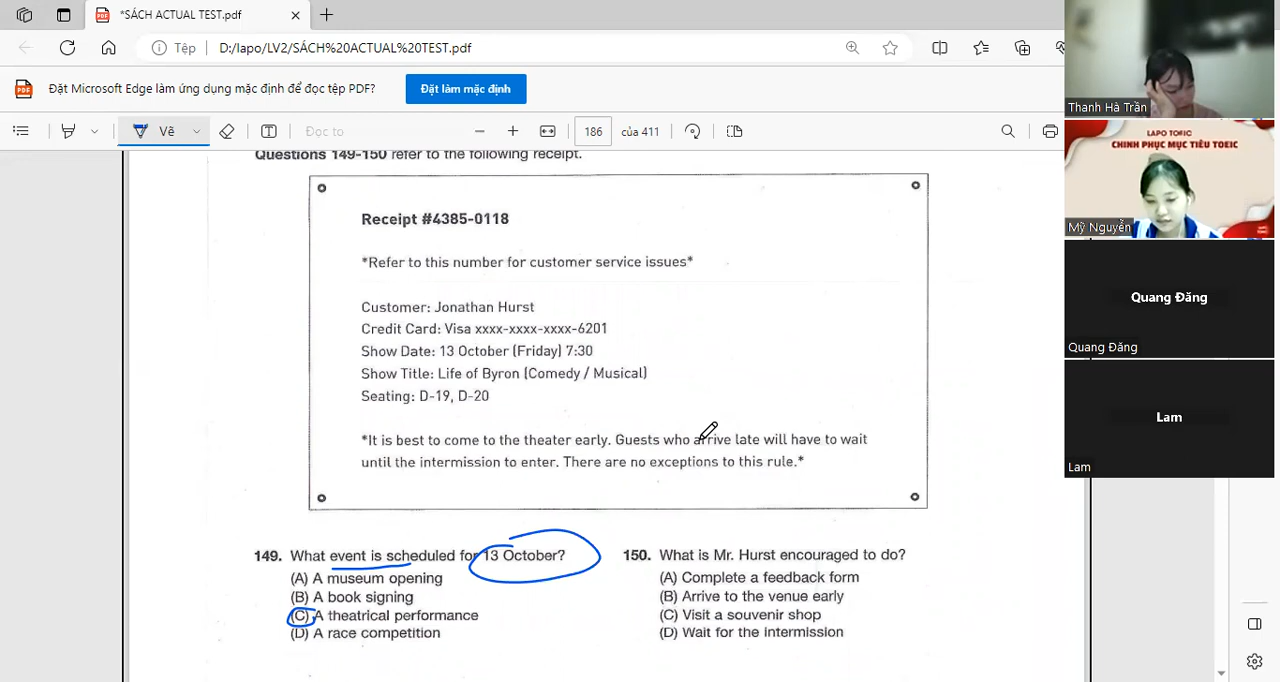 *SÁCH ACTUAL TEST.pdf
Tệp
D:/lapo/LV2/SÁCH%20ACTUAL%20TEST.pdf
Đặt Microsoft Edge làm ứng dụng mặc định để đọc tệp PDF?
Đặt làm mặc định
Vẽ
Đọc to
186
của 411
Questions 149-150 refer to the following receipt.
Receipt #4385-0118
*Refer to this number for customer service issues*
Customer: Jonathan Hurst
Credit Card: Visa xxxx-xxxx-xxxx-6201
Show Date: 13 October (Friday) 7:30
Show Title: Life of Byron (Comedy / Musical)
Seating: D-19, D-20
*It is best to come to the theater early. Guests who arrive late will have to wait
until the intermission to enter. There are no exceptions to this rule.*
149. What event is scheduled for 13 October?
(A) A museum opening
(B) A book signing
(C) A theatrical performance
(D) A race competition
150. What is Mr. Hurst encouraged to do?
(A) Complete a feedback form
(B) Arrive to the venue early
(C) Visit a souvenir shop
(D) Wait for the intermission
Thanh Hà Trần
LAPO TOEIC
CHINH PHỤC MỤC TIÊU TOEIC
Mỹ Nguyễn
Quang Đăng
Quang Đăng
Lam
Lam